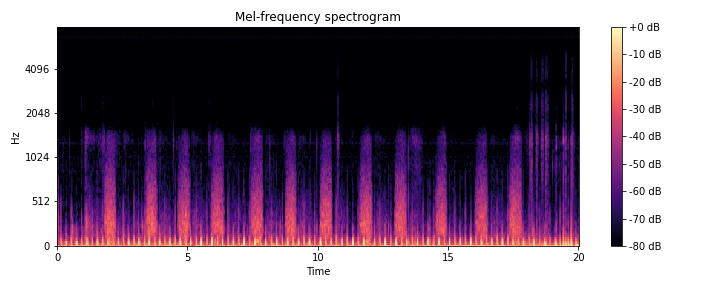 Mel-frequency spectrogram
+0 dB
-10 dB
4096
-20 dB
2048
-30 dB
Hz
1024
-40 dB
-50 dB
512
-60 dB
-70 dB
0
-80 dB
0 5 10 15 20
Time